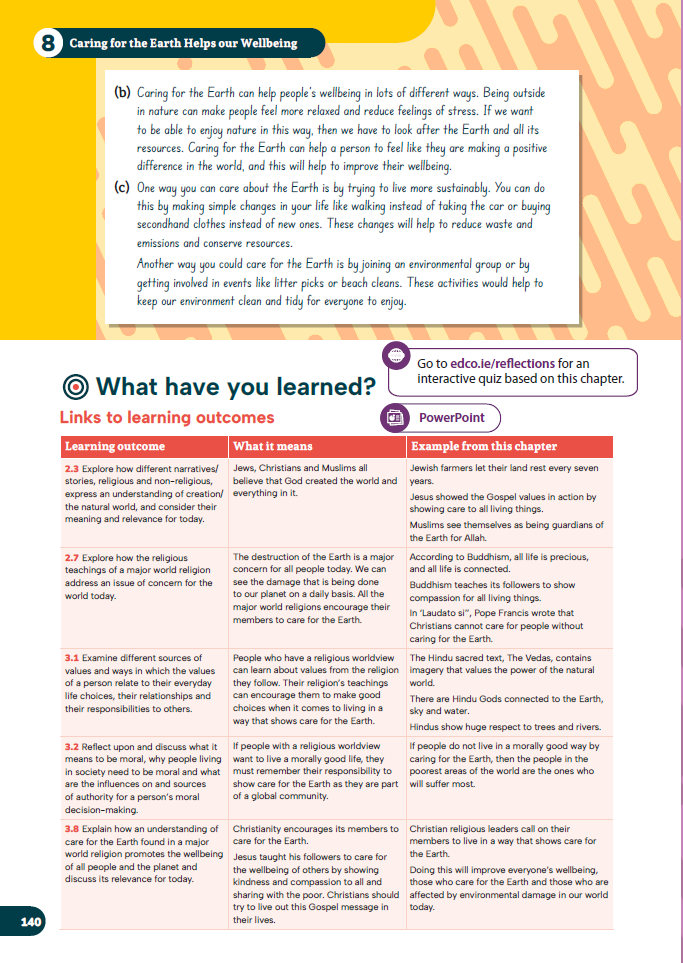 8 Caring for the Earth Helps our Wellbeing
(b) Caring for the Earth can help people's wellbeing in lots of different ways. Being outside
in nature can make people feel more relaxed and reduce feelings of stress. If we want
to be able to enjoy nature in this way, then we have to look after the Earth and all its
resources. Caring for the Earth can help a person to feel like they are making a positive
difference in the world, and this will help to improve their wellbeing.
(c) One way you can care about the Earth is by trying to live more sustainably. You can do
this by making simple changes in your life like walking instead of taking the car or buying
secondhand clothes instead of new ones. These changes will help to reduce waste and
emissions and conserve resources.
Another way you could care for the Earth is by joining an environmental group or by
getting involved in events like litter picks or beach cleans. These activities would help to
keep our environment clean and tidy for everyone to enjoy.
Go to edco.ie/reflections for an
interactive quiz based on this chapter.
What have you learned?
Links to learning outcomes
PowerPoint
Learning outcome
What it means
Example from this chapter
2.3 Explore how different narratives/
stories, religious and non-religious,
express an understanding of creation/
the natural world, and consider their
meaning and relevance for today.
Jews, Christians and Muslims all
believe that God created the world and
everything in it.
Jewish farmers let their land rest every seven
years.
Jesus showed the Gospel values in action by
showing care to all living things.
Muslims see themselves as being guardians of
the Earth for Allah.
2.7 Explore how the religious
teachings of a major world religion
address an issue of concern for the
world today.
The destruction of the Earth is a major
concern for all people today. We can
see the damage that is being done
to our planet on a daily basis. All the
major world religions encourage their
members to care for the Earth.
According to Buddhism, all life is precious,
and all life is connected.
Buddhism teaches its followers to show
compassion for all living things.
In 'Laudato si'', Pope Francis wrote that
Christians cannot care for people without
caring for the Earth.
3.1 Examine different sources of
values and ways in which the values
of a person relate to their everyday
life choices, their relationships and
their responsibilities to others.
People who have a religious worldview
can learn about values from the religion
they follow. Their religion's teachings
can encourage them to make good
choices when it comes to living in a
way that shows care for the Earth.
The Hindu sacred text, The Vedas, contains
imagery that values the power of the natural
world.
There are Hindu Gods connected to the Earth,
sky and water.
Hindus show huge respect to trees and rivers.
3.2 Reflect upon and discuss what it
means to be moral, why people living
in society need to be moral and what
are the influences on and sources
of authority for a person's moral
decision-making.
If people with a religious worldview
want to live a morally good life, they
must remember their responsibility to
show care for the Earth as they are part
of a global community.
If people do not live in a morally good way by
caring for the Earth, then the people in the
poorest areas of the world are the ones who
will suffer most.
3.8 Explain how an understanding of
care for the Earth found in a major
world religion promotes the wellbeing
of all people and the planet and
discuss its relevance for today.
Christianity encourages its members to
care for the Earth.
Jesus taught his followers to care for
the wellbeing of others by showing
kindness and compassion to all and
sharing with the poor. Christians should
try to live out this Gospel message in
their lives.
Christian religious leaders call on their
members to live in a way that shows care for
the Earth.
Doing this will improve everyone's wellbeing,
those who care for the Earth and those who are
affected by environmental damage in our world
today.
140